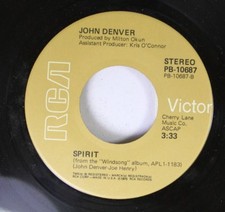 JOHN DENVER
Produced by Milton Okun
Assistant Producer: Kris O'Connor
STEREO
PB-10687
PB-10687-B
RCA
Victor
Cherry Lane
Music Co.
ASCAP
3:33
SPIRIT
(from the "Windsong" album, APL1-1183)
(John Denver-Joe Henry)